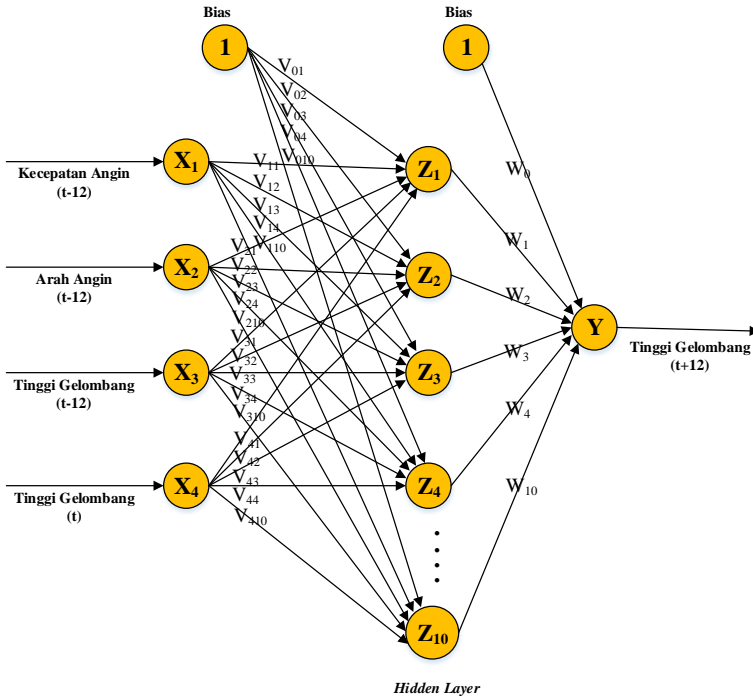 Bias
Bias
1
1
V01
V02
V03
V04
V010
X1
Kecepatan Angin
(t-12)
V11
V12
V13
V14
V110
Z1
W0
W1
X2
Arah Angin
(t-12)
V21
V22
V23
V24
V210
Z2
W2
Y
Tinggi Gelombang
(t+12)
X3
Tinggi Gelombang
(t-12)
V31
V32
V33
V34
V310
Z3
W3
W4
X4
Tinggi Gelombang
(t)
V41
V42
V43
V44
V410
Z4
W10
Z10
Hidden Layer